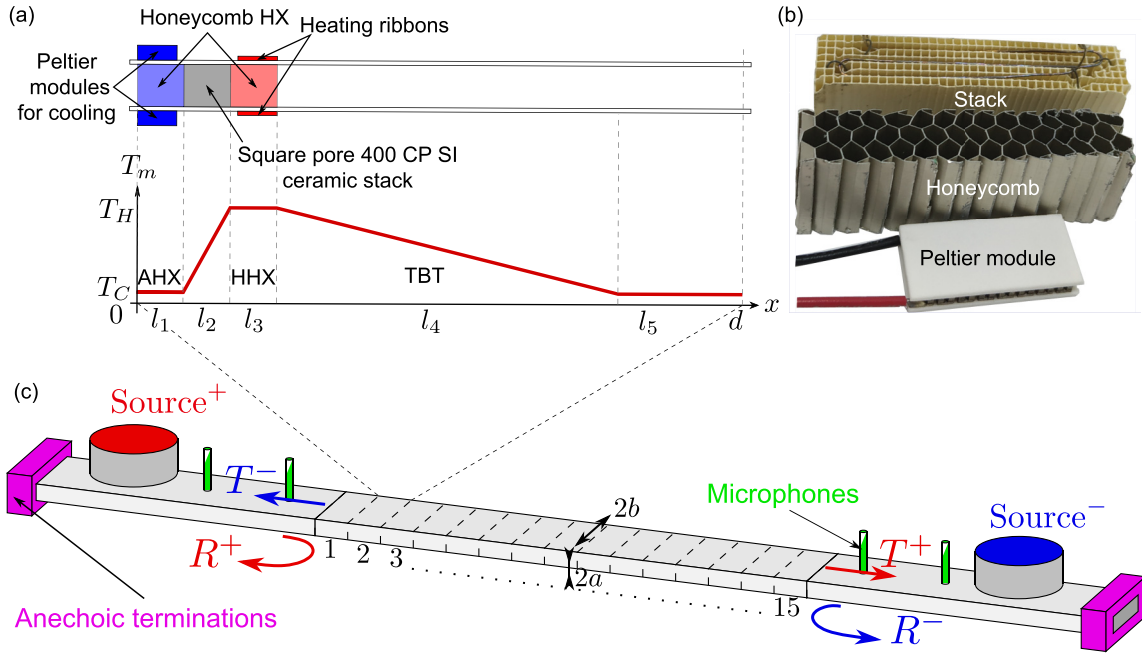 (a)
Honeycomb HX
Heating ribbons
Peltier
modules
for cooling
Square pore 400 CP SI
ceramic stack
T_m
T_H
T_C
AHX
HHX
TBT
0
l_1
l_2
l_3
l_4
l_5
d
x
(b)
Stack
Honeycomb
Peltier module
(c)
Source^+
T^-
R^+
Anechoic terminations
1
2
3
2b
2a
15
Microphones
Source^-
T^+
R^-